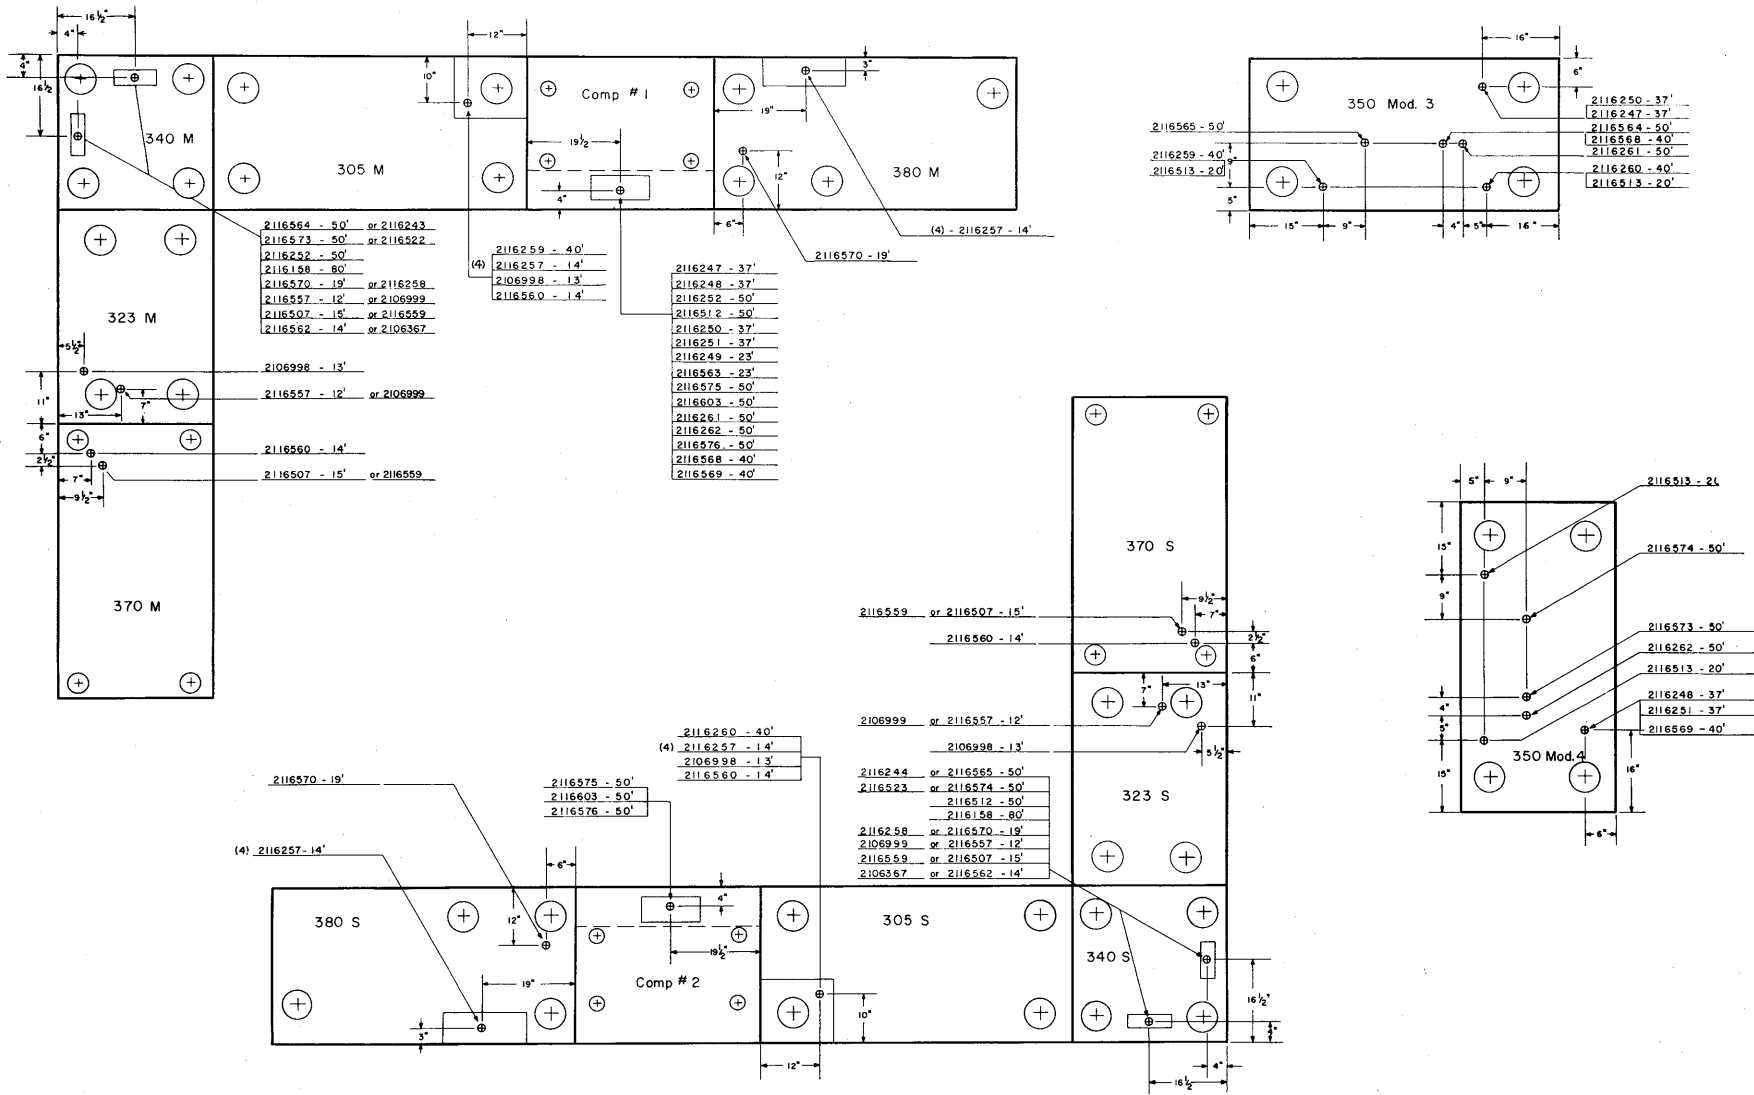 16½"
4"
12"
4"
16½
340 M
305 M
10"
Comp #1
19½
4"
3"
19"
12"
6"
380 M
16"
6"
350 Mod. 3
2116250 - 37'
2116247 - 37'
2116564 - 50'
2116568 - 40'
2116261 - 50'
2116260 - 40'
2116513 - 20'
2116565 - 50'
2116259 - 40'
2116513 - 20'
9"
5"
15"
9"
4"
5"
16"
2116564 - 50' or 2116243
2116573 - 50' or 2116522
2116252 - 50'
2116158 - 80'
2116570 - 19' or 2116258
2116557 - 12' or 2106999
2116507 - 15' or 2116559
2116562 - 14' or 2106367
2116259 - 40'
(4) 2116257 - 14'
2106998 - 13'
2116560 - 14'
2116570 - 19'
(4) - 2116257 - 14'
2116247 - 37'
2116248 - 37'
2116252 - 50'
2116512 - 50'
2116250 - 37'
2116251 - 37'
2116249 - 23'
2116563 - 23'
2116575 - 50'
2116603 - 50'
2116261 - 50'
2116262 - 50'
2116576 - 50'
2116568 - 40'
2116569 - 40'
323 M
5½"
11"
13"
7"
2106998 - 13'
2116557 - 12' or 2106999
6"
2½"
7"
9½"
2116560 - 14'
2116507 - 15' or 2116559
370 M
370 S
9½"
7"
2½"
6"
2116559 or 2116507 - 15'
2116560 - 14'
7"
13"
11"
5½"
2106999 or 2116557 - 12'
2106998 - 13'
323 S
2116244 or 2116565 - 50'
2116523 or 2116574 - 50'
2116512 - 50'
2116158 - 80'
2116258 or 2116570 - 19'
2106999 or 2116557 - 12'
2116559 or 2116507 - 15'
2106367 or 2116562 - 14'
2116260 - 40'
(4) 2116257 - 14'
2106998 - 13'
2116560 - 14'
2116575 - 50'
2116603 - 50'
2116576 - 50'
2116570 - 19'
(4) 2116257 - 14'
6"
12"
380 S
19"
3"
4"
19½"
Comp #2
305 S
10"
12"
340 S
16½"
4"
4"
16½
5"
9"
2116513 -
2116574 - 50'
2116573 - 50'
2116262 - 50'
2116513 - 20'
2116248 - 37'
2116251 - 37'
2116569 - 40'
15"
9"
4"
5"
15"
350 Mod. 4
16"
6"